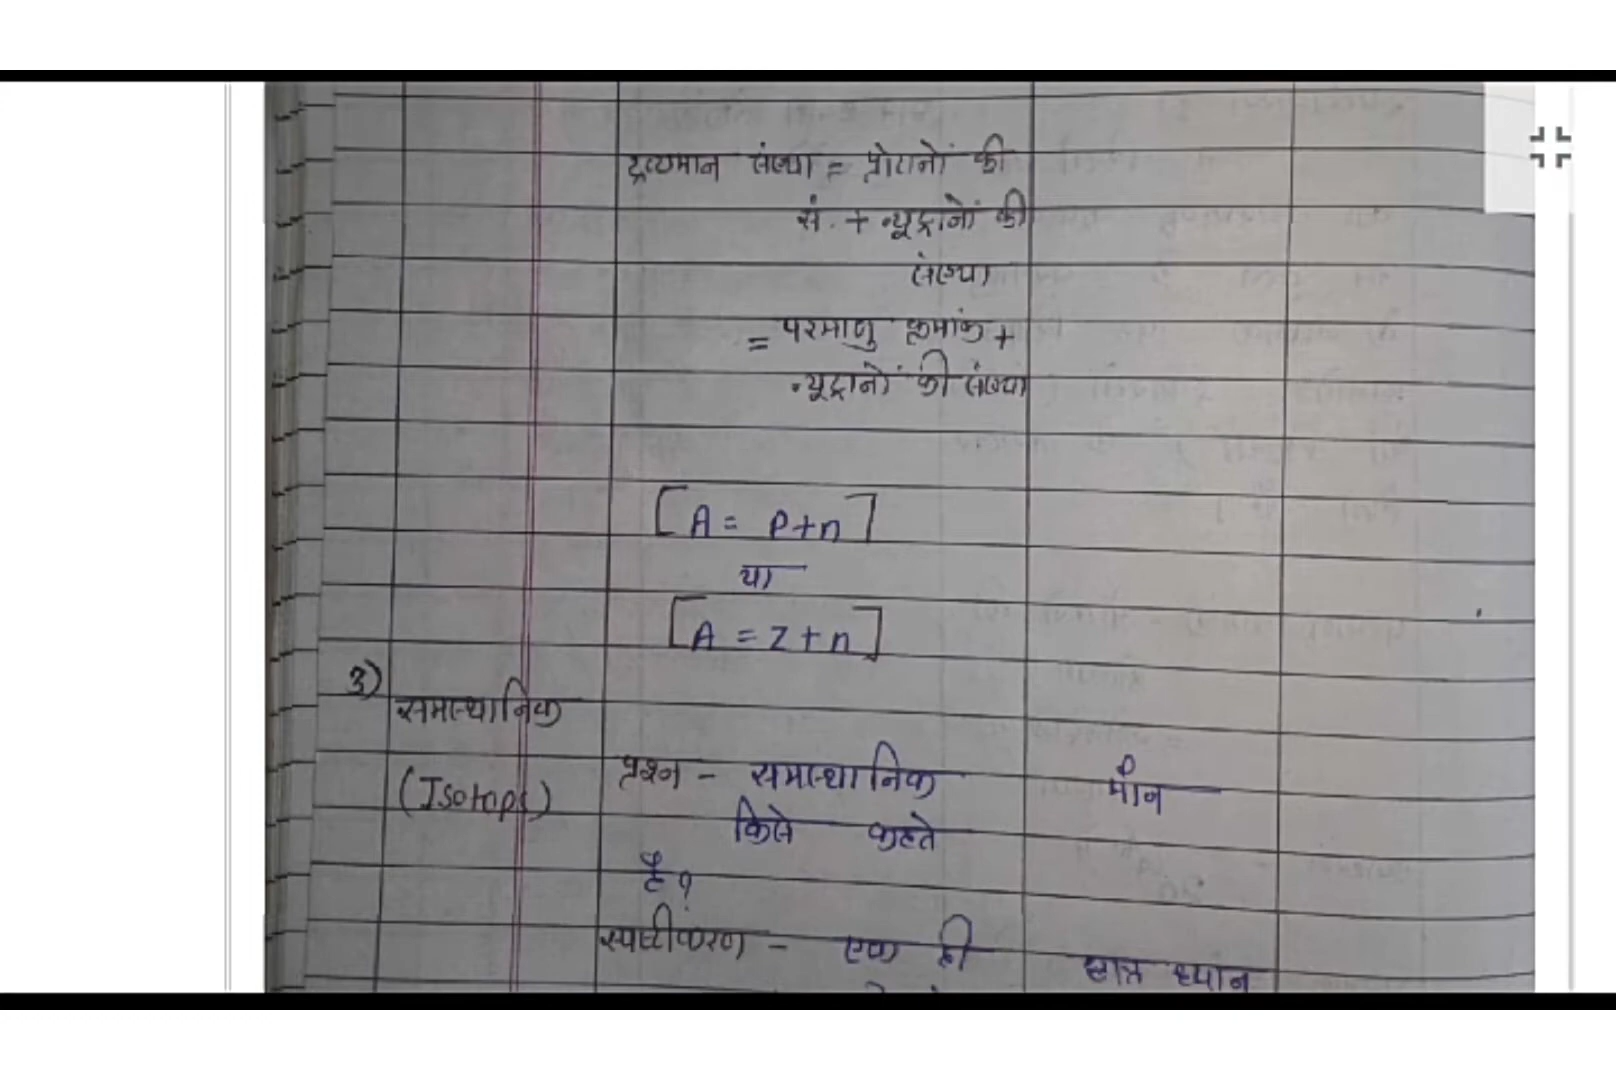 द्रव्यमान संख्या = प्रोटानों की
सं. + न्यूट्रानों की
संख्या
= परमाणु क्रमांक +
न्यूट्रानों की संख्या
[A = P+n]
या
[A = Z+n]
3)
समस्थानिक
(Isotops)
प्रश्न - समस्थानिक
किसे कहते
है?
मौन
स्पष्टीकरण - एक ही
छात्र ध्यान